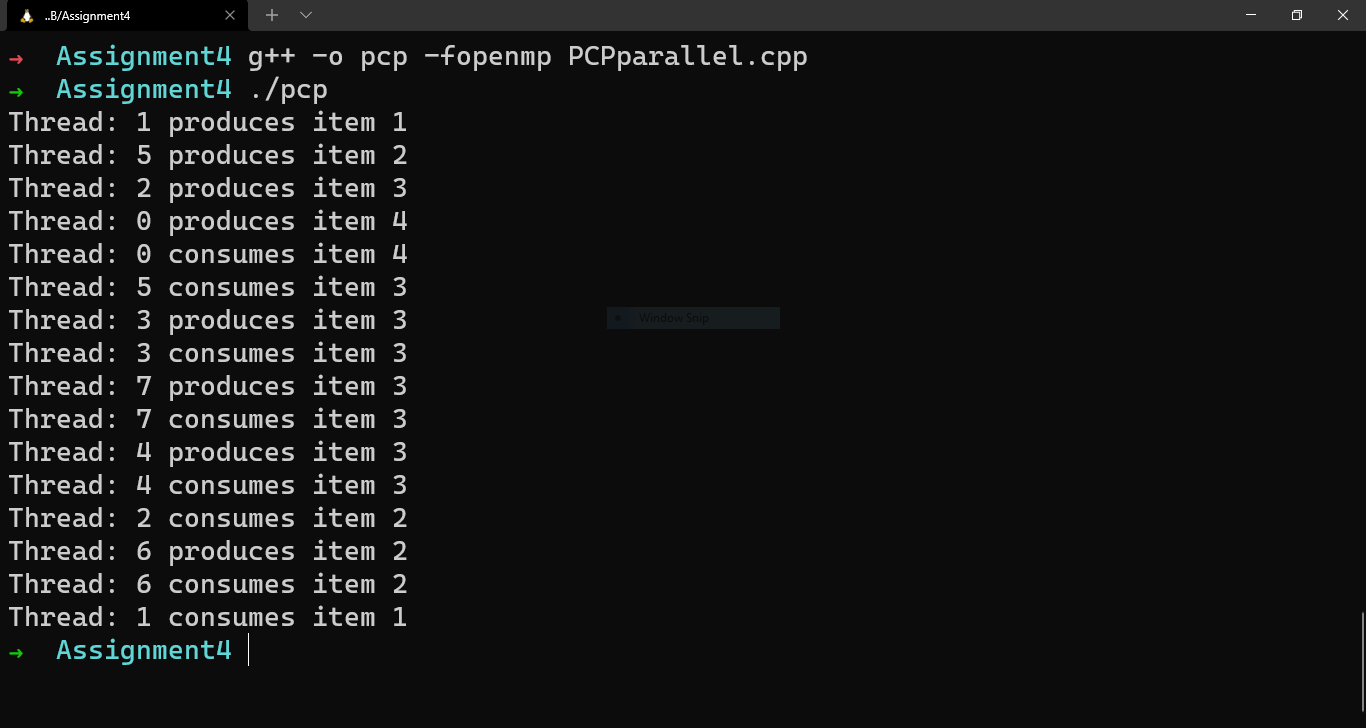 ..B/Assignment4
→ Assignment4 g++ -o pcp -fopenmp PCPparallel.cpp
→ Assignment4 ./pcp
Thread: 1 produces item 1
Thread: 5 produces item 2
Thread: 2 produces item 3
Thread: 0 produces item 4
Thread: 0 consumes item 4
Thread: 5 consumes item 3
Thread: 3 produces item 3
Window Snip
Thread: 3 consumes item 3
Thread: 7 produces item 3
Thread: 7 consumes item 3
Thread: 4 produces item 3
Thread: 4 consumes item 3
Thread: 2 consumes item 2
Thread: 6 produces item 2
Thread: 6 consumes item 2
Thread: 1 consumes item 1
→ Assignment4